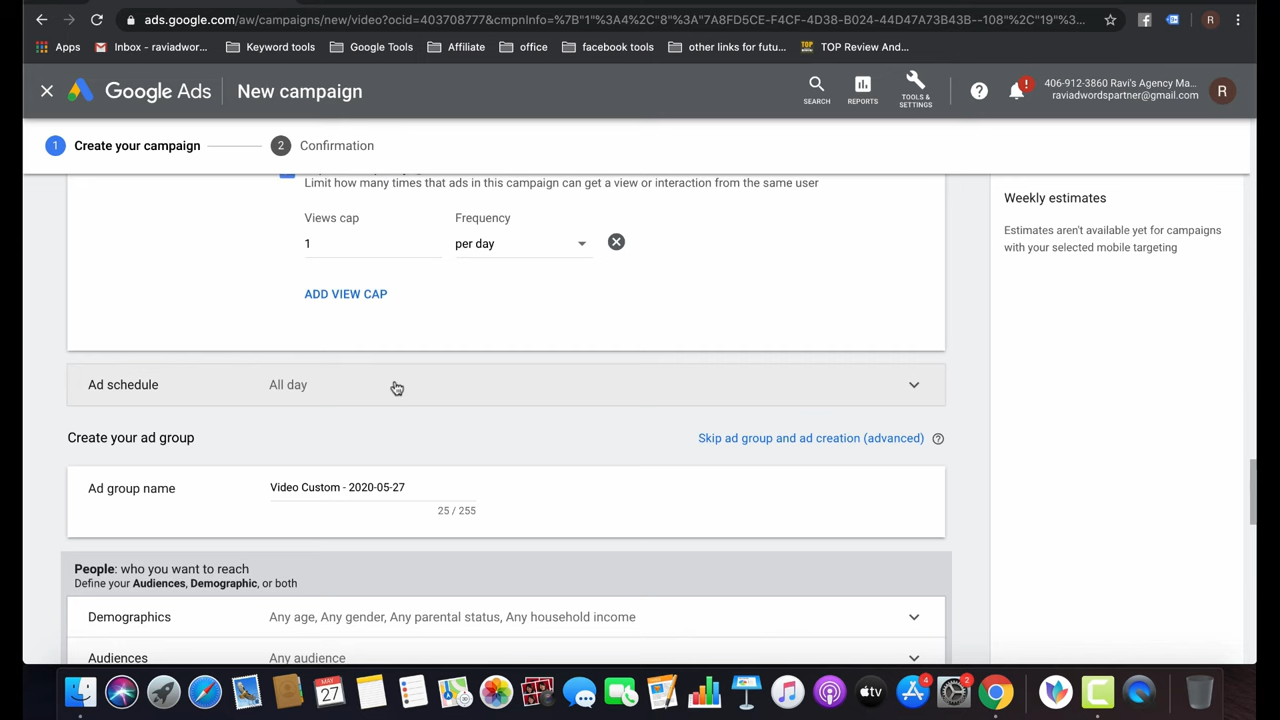 ads.google.com/aw/campaigns/new/video?ocid=403708777&cmpnInfo=%7B"1"%3A4%2C"8"%3A"7A8FD5CE-F4CF-4D38-B024-44D47A73B43B--108"%2C"19"%3...
R
Apps
Inbox - raviadwor...
Keyword tools
Google Tools
Affiliate
office
facebook tools
other links for futu...
TOP Review And...
Google Ads
New campaign
SEARCH
REPORTS
TOOLS &
SETTINGS
406-912-3860 Ravi's Agency Ma...
raviadwordspartner@gmail.com
R
1 Create your campaign
2 Confirmation
Limit how many times that ads in this campaign can get a view or interaction from the same user
Views cap
Frequency
1
per day
ADD VIEW CAP
Weekly estimates
Estimates aren't available yet for campaigns
with your selected mobile targeting
Ad schedule
All day
Create your ad group
Skip ad group and ad creation (advanced)
Ad group name
Video Custom - 2020-05-27
25 / 255
People: who you want to reach
Define your Audiences, Demographic, or both
Demographics
Any age, Any gender, Any parental status, Any household income
Audiences
Any audience
MAY
27
tv
4
2